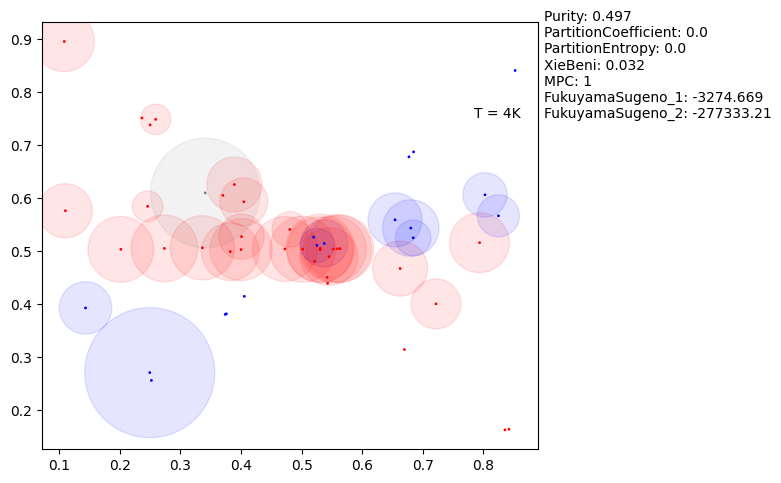 Purity: 0.497
PartitionCoefficient: 0.0
PartitionEntropy: 0.0
XieBeni: 0.032
MPC: 1
FukuyamaSugeno_1: -3274.669
FukuyamaSugeno_2: -277333.21
T = 4K
0.9
0.8
0.7
0.6
0.5
0.4
0.3
0.2
0.1 0.2 0.3 0.4 0.5 0.6 0.7 0.8